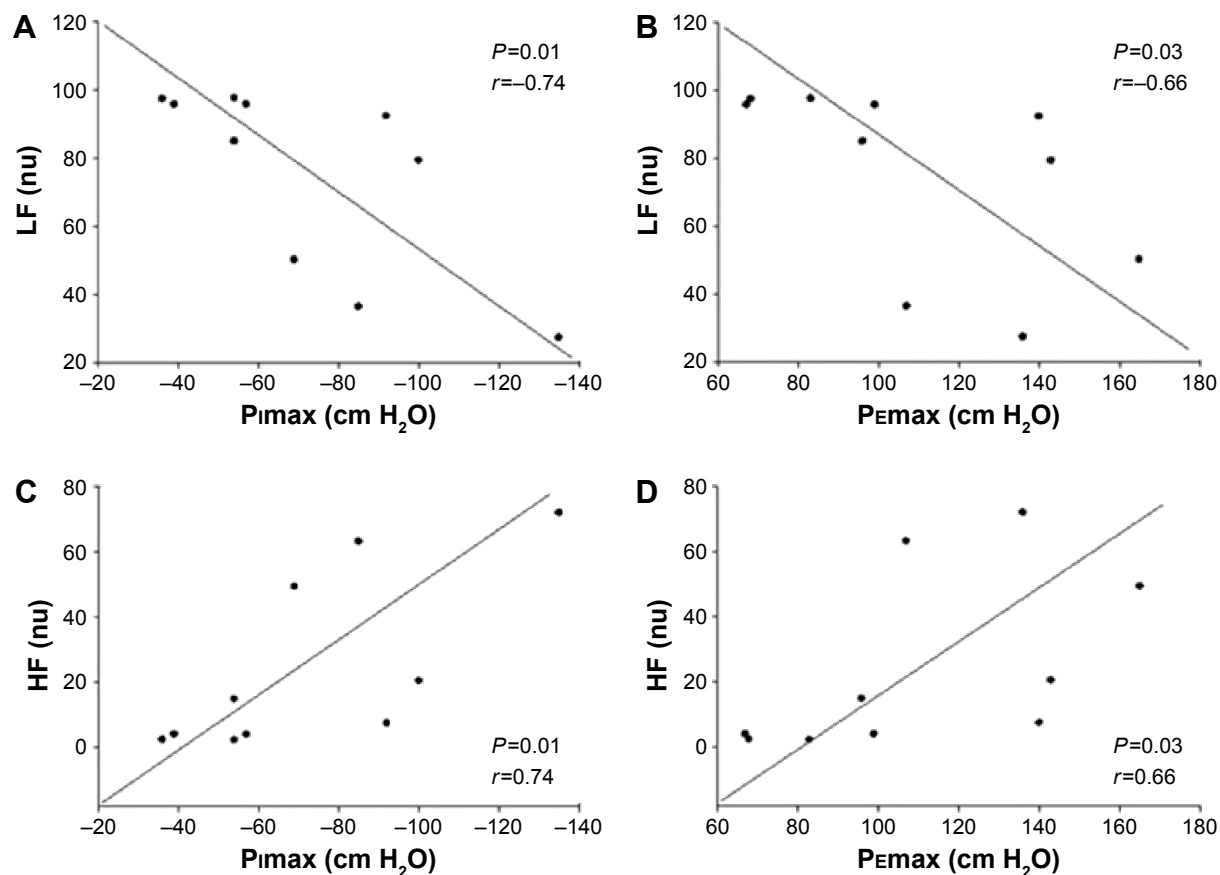 A
P=0.01
r=–0.74
120
100
80
60
40
20
LF (nu)
–20 –40 –60 –80 –100 –120 –140
PImax (cm H₂O)
B
P=0.03
r=–0.66
120
100
80
60
40
20
LF (nu)
60 80 100 120 140 160 180
PEmax (cm H₂O)
C
80
60
40
20
0
HF (nu)
P=0.01
r=0.74
–20 –40 –60 –80 –100 –120 –140
PImax (cm H₂O)
D
80
60
40
20
0
HF (nu)
P=0.03
r=0.66
60 80 100 120 140 160 180
PEmax (cm H₂O)